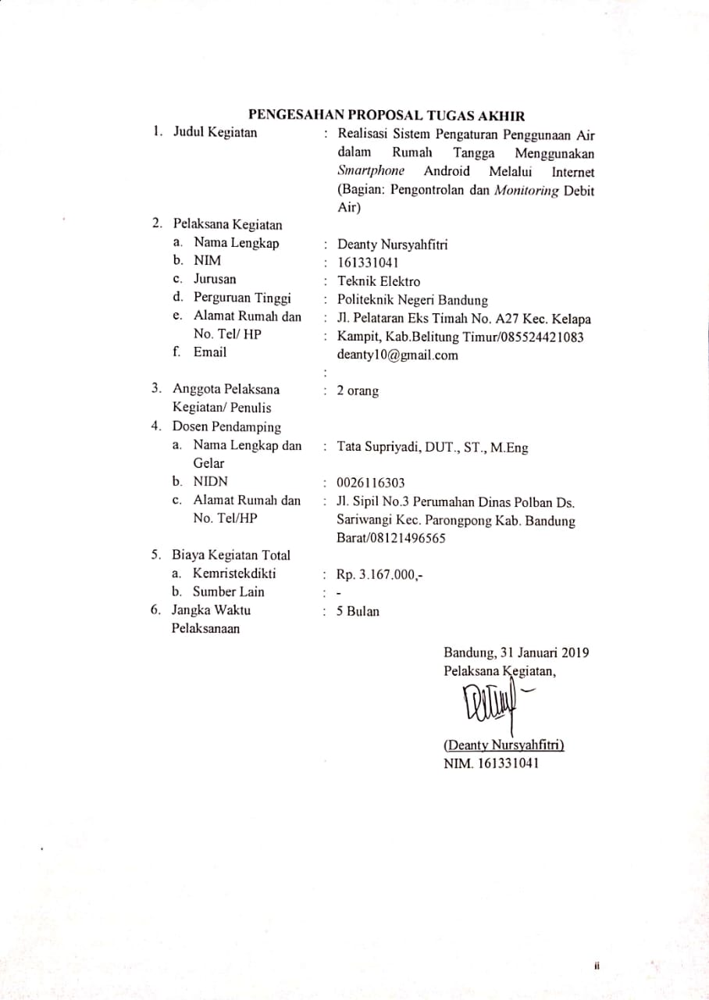 PENGESAHAN PROPOSAL TUGAS AKHIR
1. Judul Kegiatan : Realisasi Sistem Pengaturan Penggunaan Air
dalam Rumah Tangga Menggunakan
Smartphone Android Melalui Internet
(Bagian: Pengontrolan dan Monitoring Debit
Air)
2. Pelaksana Kegiatan
a. Nama Lengkap : Deanty Nursyahfitri
b. NIM : 161331041
c. Jurusan : Teknik Elektro
d. Perguruan Tinggi : Politeknik Negeri Bandung
e. Alamat Rumah dan : Jl. Pelataran Eks Timah No. A27 Kec. Kelapa
No. Tel/ HP : Kampit, Kab.Belitung Timur/085524421083
f. Email deanty10@gmail.com
:
3. Anggota Pelaksana : 2 orang
Kegiatan/ Penulis
4. Dosen Pendamping
a. Nama Lengkap dan : Tata Supriyadi, DUT., ST., M.Eng
Gelar
b. NIDN : 0026116303
c. Alamat Rumah dan : Jl. Sipil No.3 Perumahan Dinas Polban Ds.
No. Tel/HP Sariwangi Kec. Parongpong Kab. Bandung
Barat/08121496565
5. Biaya Kegiatan Total
a. Kemristekdikti : Rp. 3.167.000,-
b. Sumber Lain : -
6. Jangka Waktu : 5 Bulan
Pelaksanaan
Bandung, 31 Januari 2019
Pelaksana Kegiatan,
(Deanty Nursyahfitri)
NIM. 161331041
ii